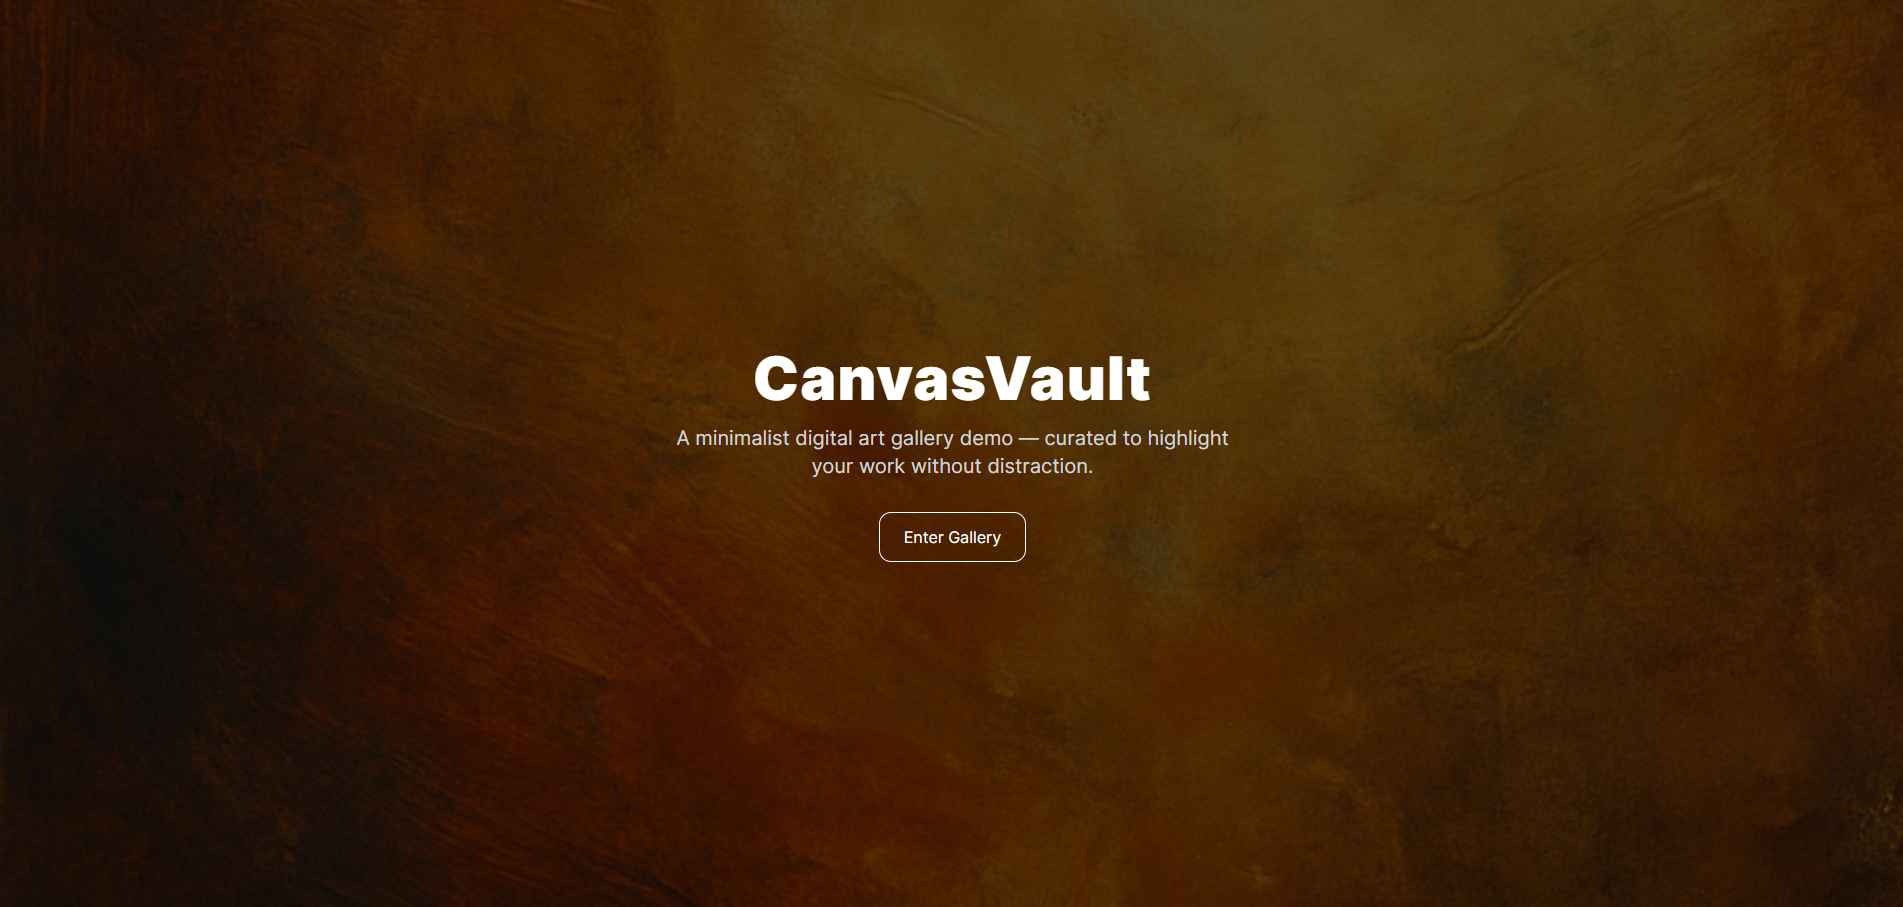 CanvasVault
A minimalist digital art gallery demo — curated to highlight
your work without distraction.
Enter Gallery